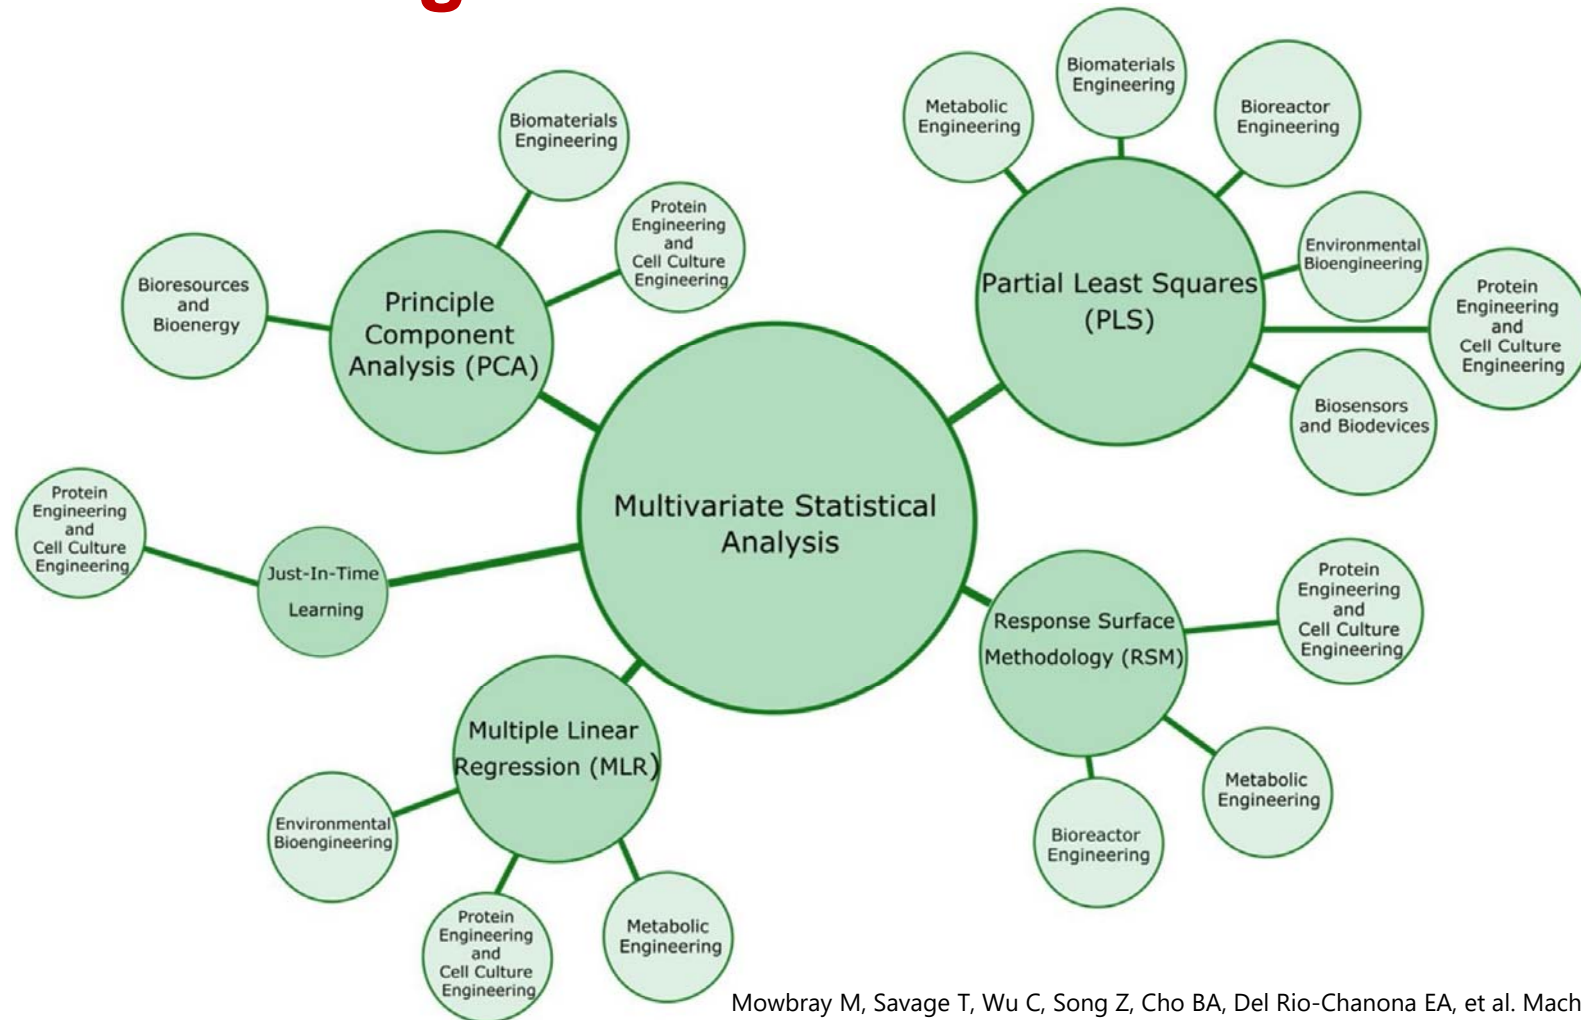 Biomaterials
Engineering
Protein
Engineering
and
Cell Culture
Engineering
Bioresources
and
Bioenergy
Principle
Component
Analysis (PCA)
Metabolic
Engineering
Biomaterials
Engineering
Bioreactor
Engineering
Environmental
Bioengineering
Partial Least Squares
(PLS)
Protein
Engineering
and
Cell Culture
Engineering
Biosensors
and Biodevices
Multivariate Statistical
Analysis
Protein
Engineering
and
Cell Culture
Engineering
Just-In-Time
Learning
Response Surface
Methodology (RSM)
Protein
Engineering
and
Cell Culture
Engineering
Metabolic
Engineering
Bioreactor
Engineering
Multiple Linear
Regression (MLR)
Environmental
Bioengineering
Protein
Engineering
and
Cell Culture
Engineering
Metabolic
Engineering
Mowbray M, Savage T, Wu C, Song Z, Cho BA, Del Rio-Chanona EA, et al. Mach